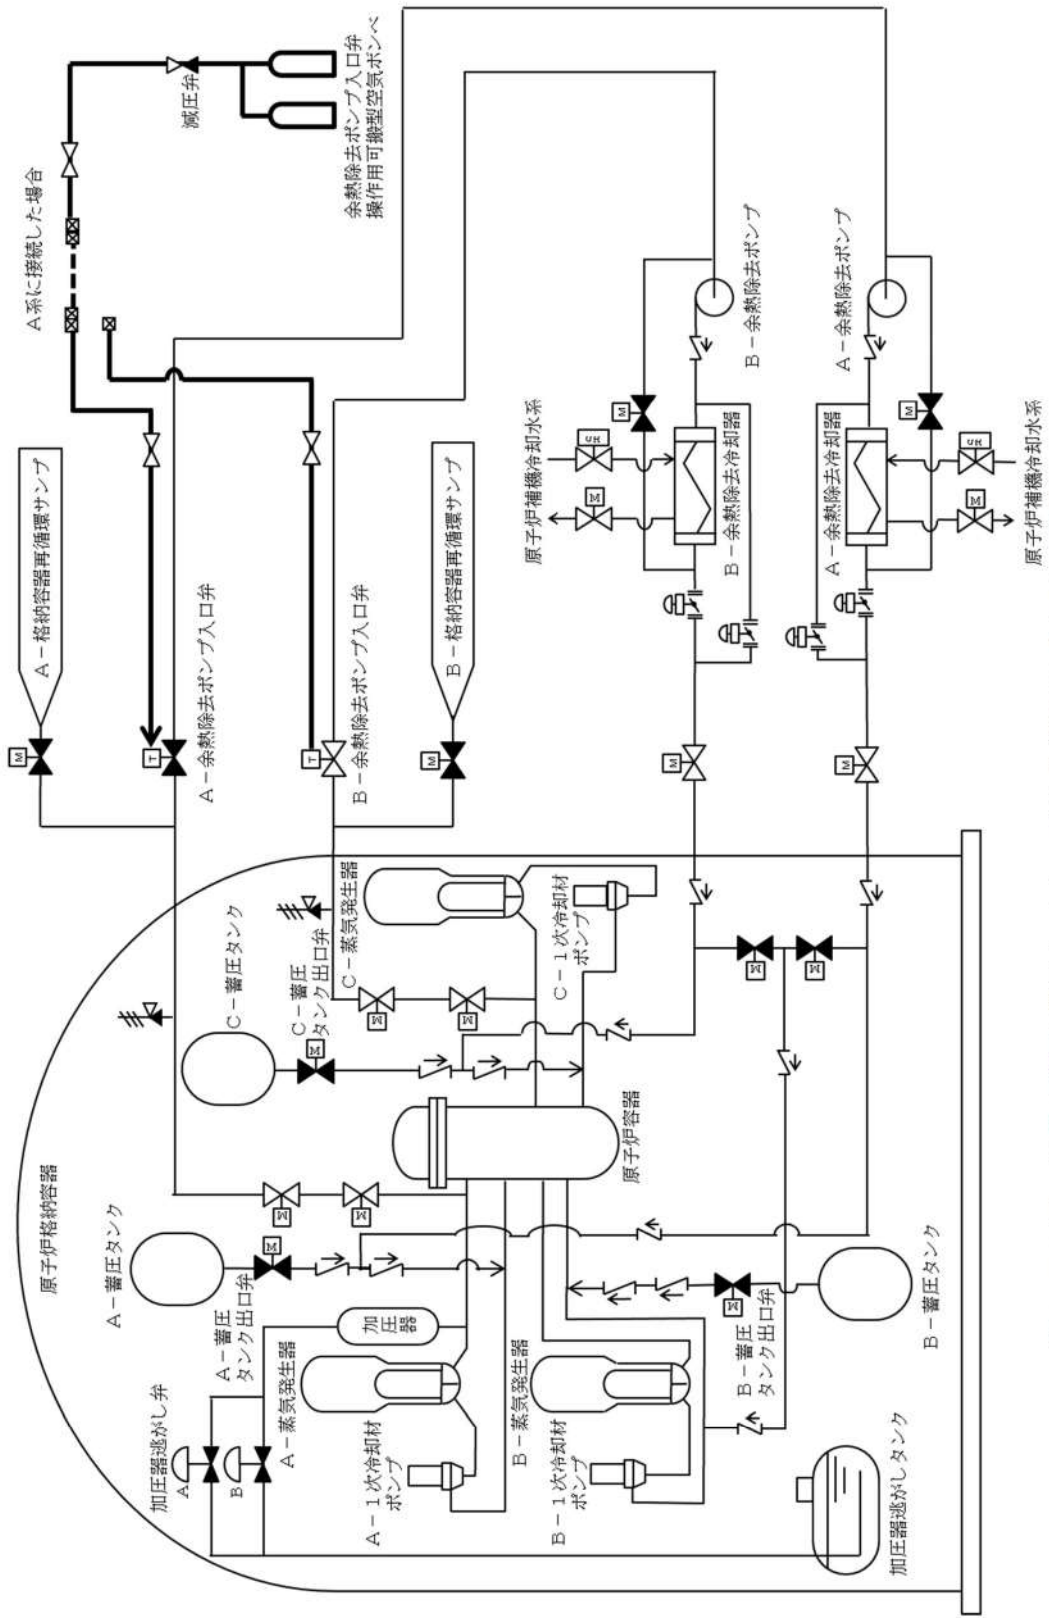 A系に接続した場合
減圧弁
余熱除去ポンプ入口弁
操作用可搬型空気ボンベ
A－格納容器再循環サンプ
M
T
A－余熱除去ポンプ入口弁
T
B－余熱除去ポンプ入口弁
B－格納容器再循環サンプ
M
原子炉補機冷却水系
M
M
B－余熱除去ポンプ
B－余熱除去冷却器
A－余熱除去ポンプ
A－余熱除去冷却器
M
M
原子炉補機冷却水系
M
M
原子炉格納容器
C－蓄圧タンク
C－蓄圧
タンク出口弁
M
C－蒸気発生器
C－1次冷却材
ポンプ
M
M
M
M
原子炉容器
M
M
A－蓄圧タンク
A－蓄圧
タンク出口弁
M
加圧
器
B－蓄圧タンク
B－蓄圧
タンク出口弁
M
加圧器逃がし弁
A
B
A－蒸気発生器
A－1次冷却材
ポンプ
B－蒸気発生器
B－1次冷却材
ポンプ
加圧器逃がしタンク